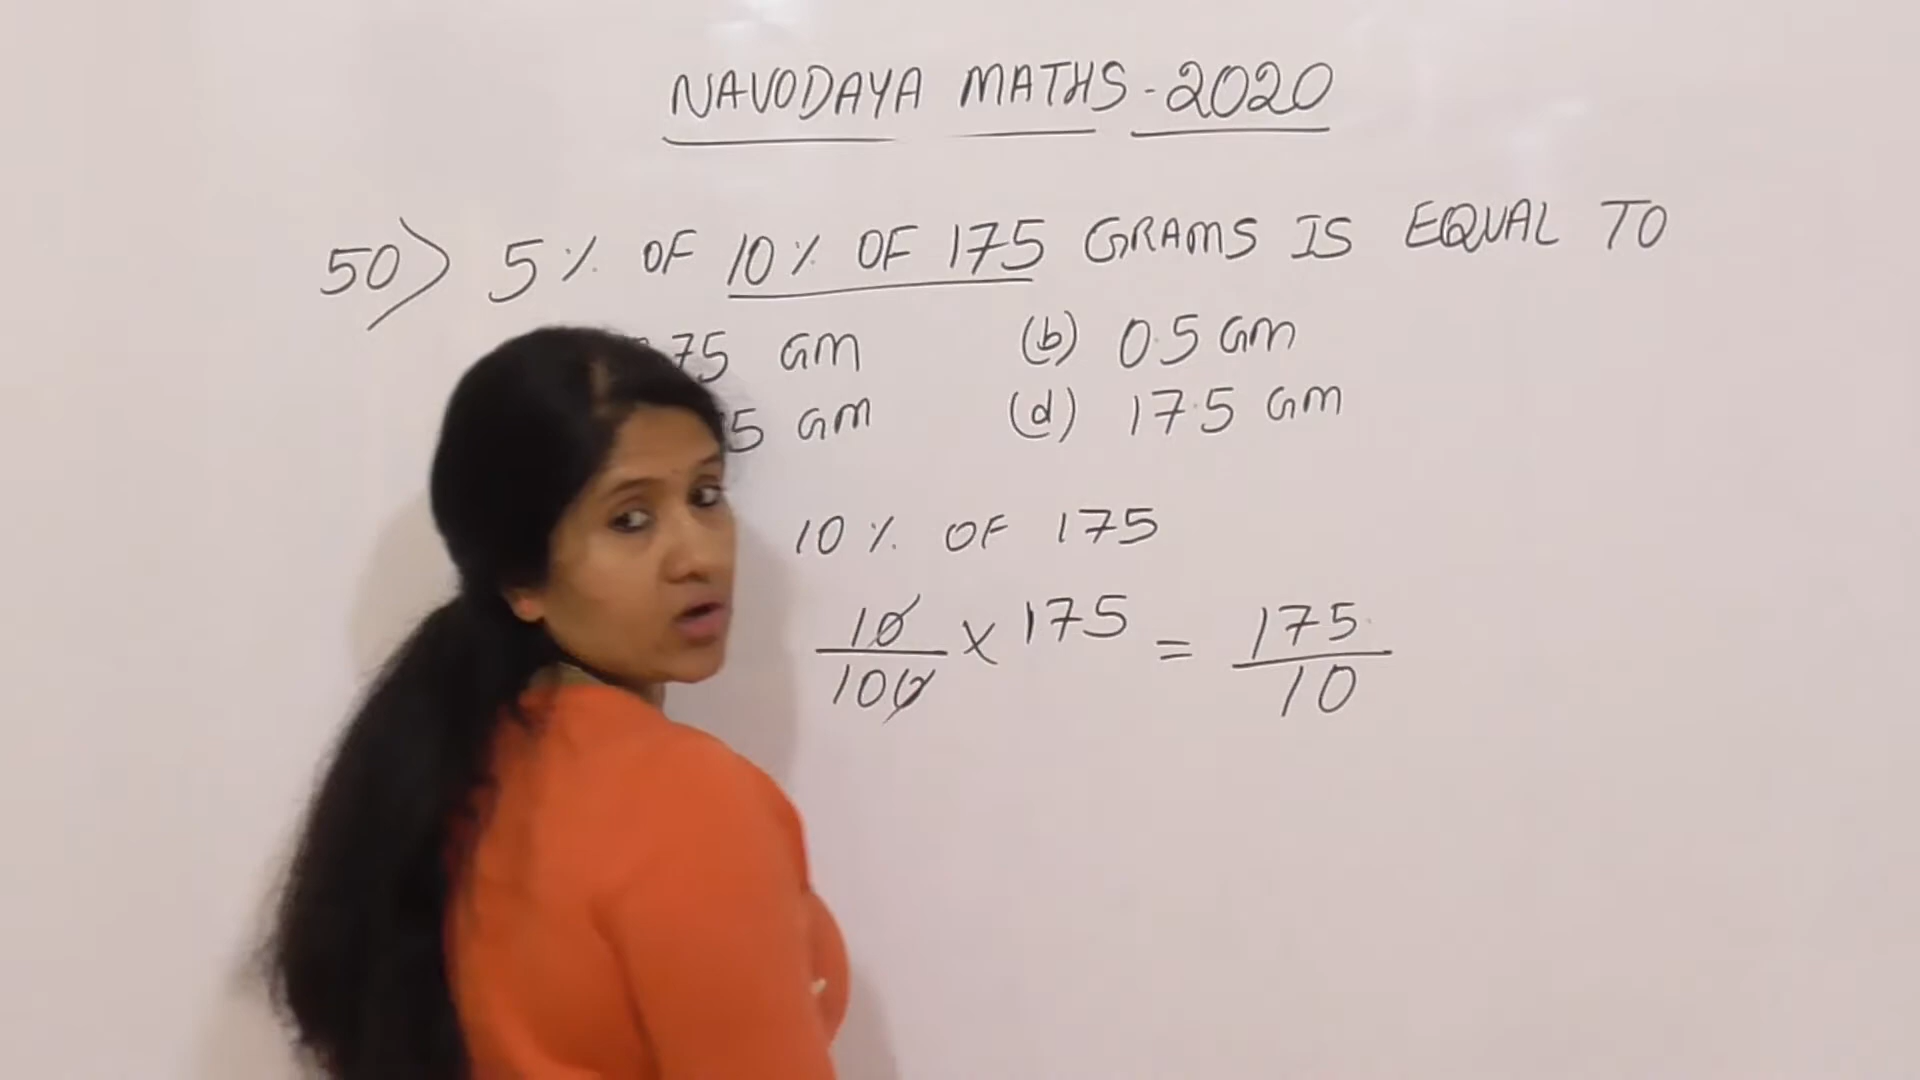 NAVODAYA MATHS-2020
50) 5% OF 10% OF 175 GRAMS IS EQUAL TO
75 GM (b) 0.5 GM
5 GM (d) 17.5 GM
10% OF 175
10/100 × 175 = 175/10